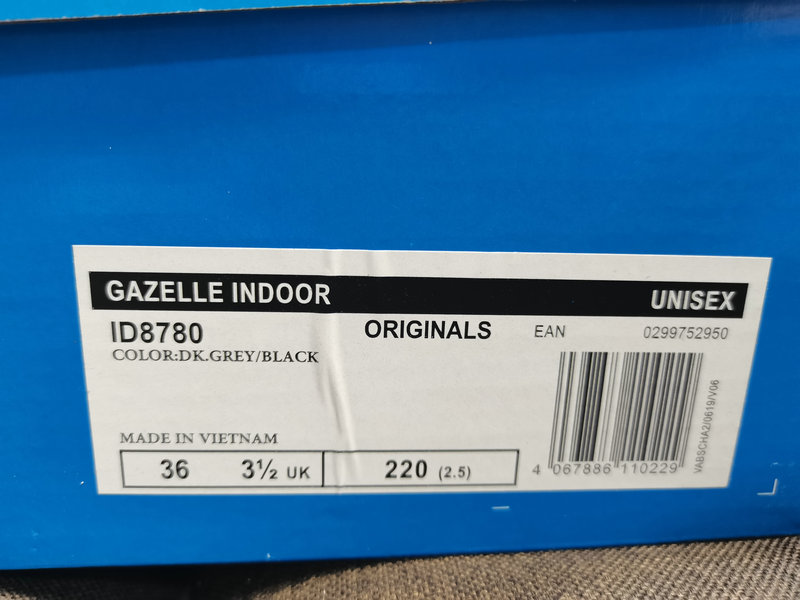 GAZELLE INDOOR UNISEX
ID8780 ORIGINALS EAN 0299752950
COLOR:DK.GREY/BLACK
MADE IN VIETNAM
36 3½ UK 220 (2.5)
4 067886 110229
VABSCHA2/0619/V06